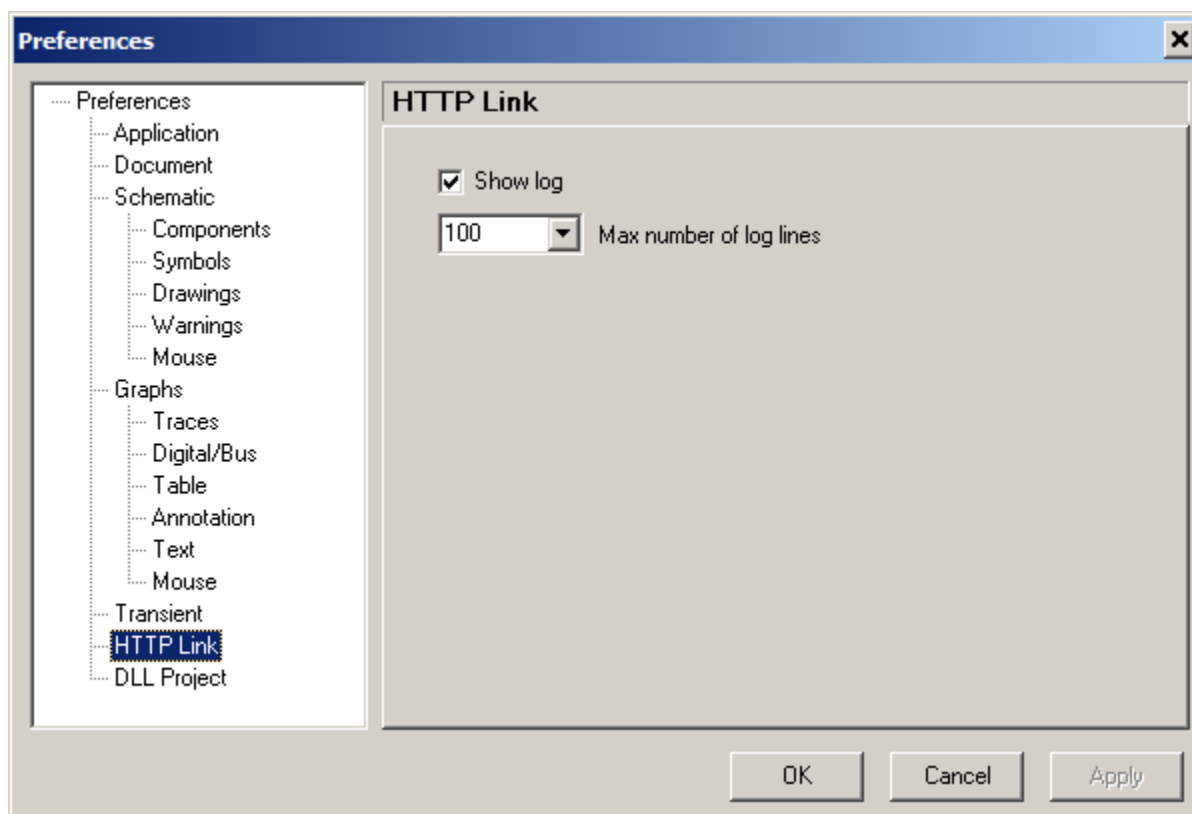 Preferences
Preferences
Application
Document
Schematic
Components
Symbols
Drawings
Warnings
Mouse
Graphs
Traces
Digital/Bus
Table
Annotation
Text
Mouse
Transient
HTTP Link
DLL Project
HTTP Link
Show log
100 Max number of log lines
OK Cancel Apply